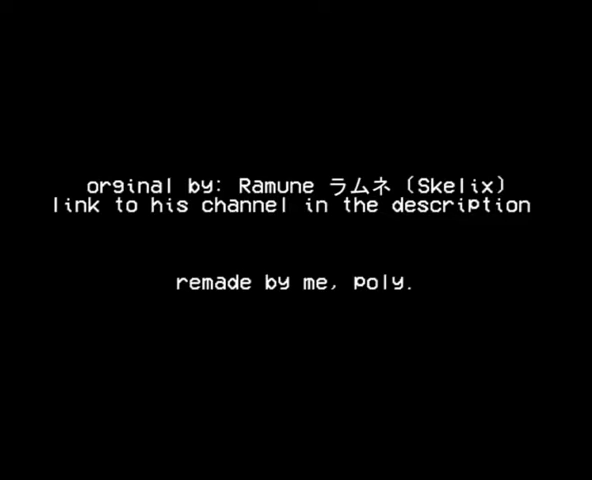 orginal by: Ramune ラムネ (Skelix)
link to his channel in the description
remade by me, poly.